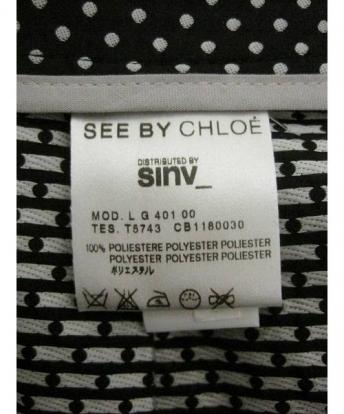 SEE BY CHLOÉ
DISTRIBUTED BY
sinv_
MOD. L G 401 00
TES. T5743 CB1180030
100% POLIESTERE POLYESTER POLYESTER
POLYESTER POLYESTER POLYESTER
ポリエステル